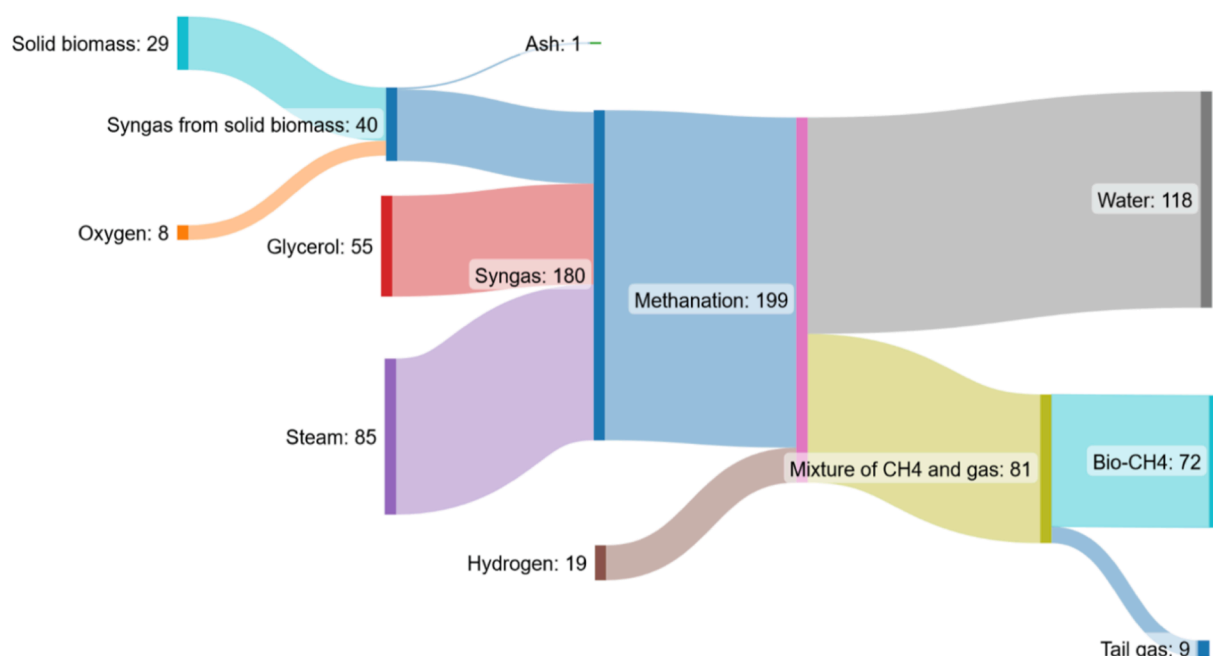 Solid biomass: 29
Ash: 1
Syngas from solid biomass: 40
Water: 118
Oxygen: 8
Glycerol: 55
Syngas: 180
Methanation: 199
Steam: 85
Mixture of CH4 and gas: 81
Bio-CH4: 72
Hydrogen: 19
Tail gas: 9